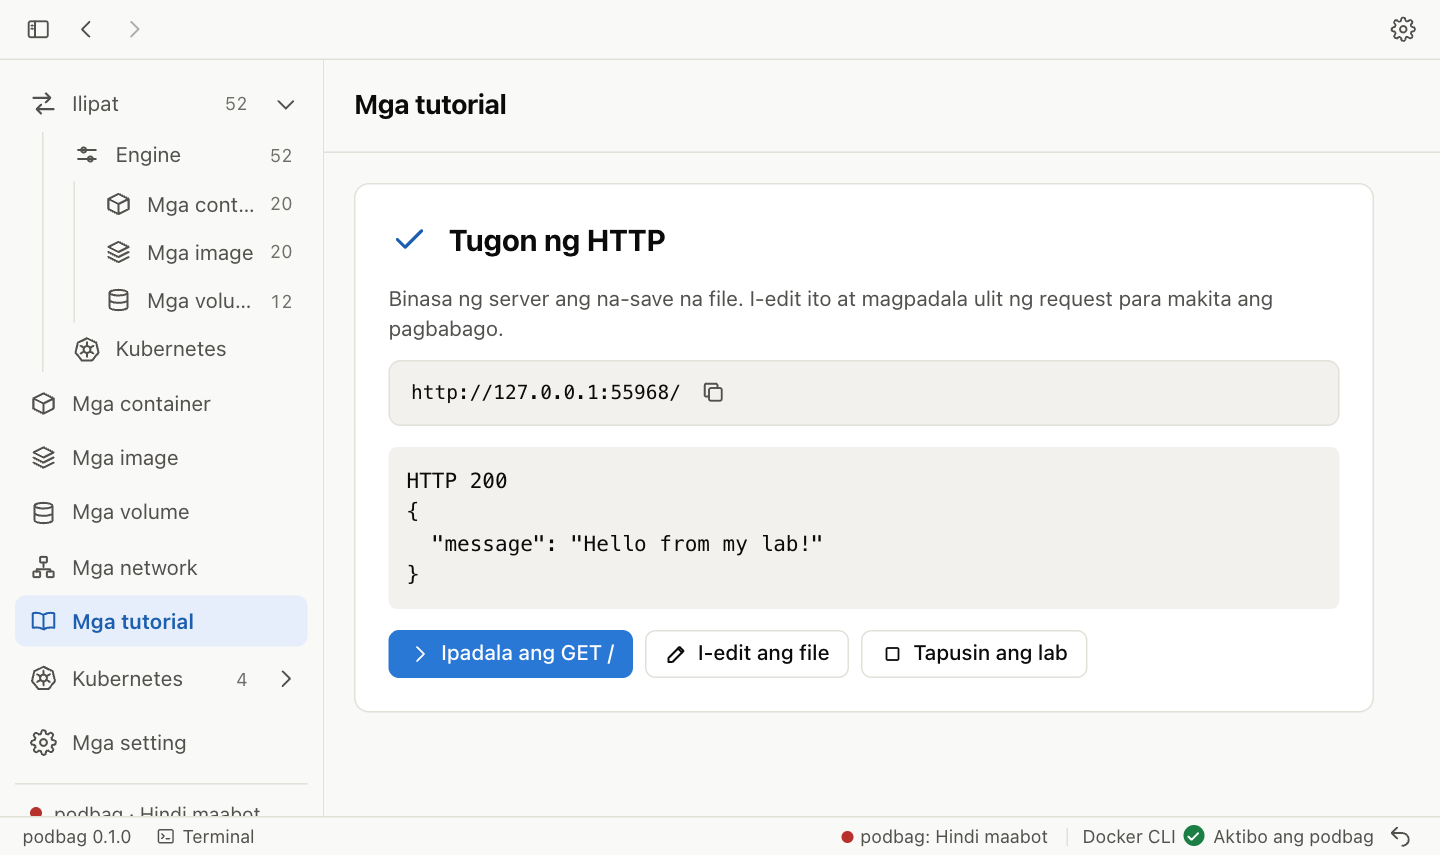 Ilipat 52
Engine 52
Mga cont... 20
Mga image 20
Mga volu... 12
Kubernetes
Mga container
Mga image
Mga volume
Mga network
Mga tutorial
Kubernetes 4
Mga setting
podbag · Hindi maabot
Mga tutorial
Tugon ng HTTP
Binasa ng server ang na-save na file. I-edit ito at magpadala ulit ng request para makita ang
pagbabago.
http://127.0.0.1:55968/
HTTP 200
{
  "message": "Hello from my lab!"
}
Ipadala ang GET / I-edit ang file Tapusin ang lab
podbag 0.1.0 Terminal podbag: Hindi maabot Docker CLI Aktibo ang podbag